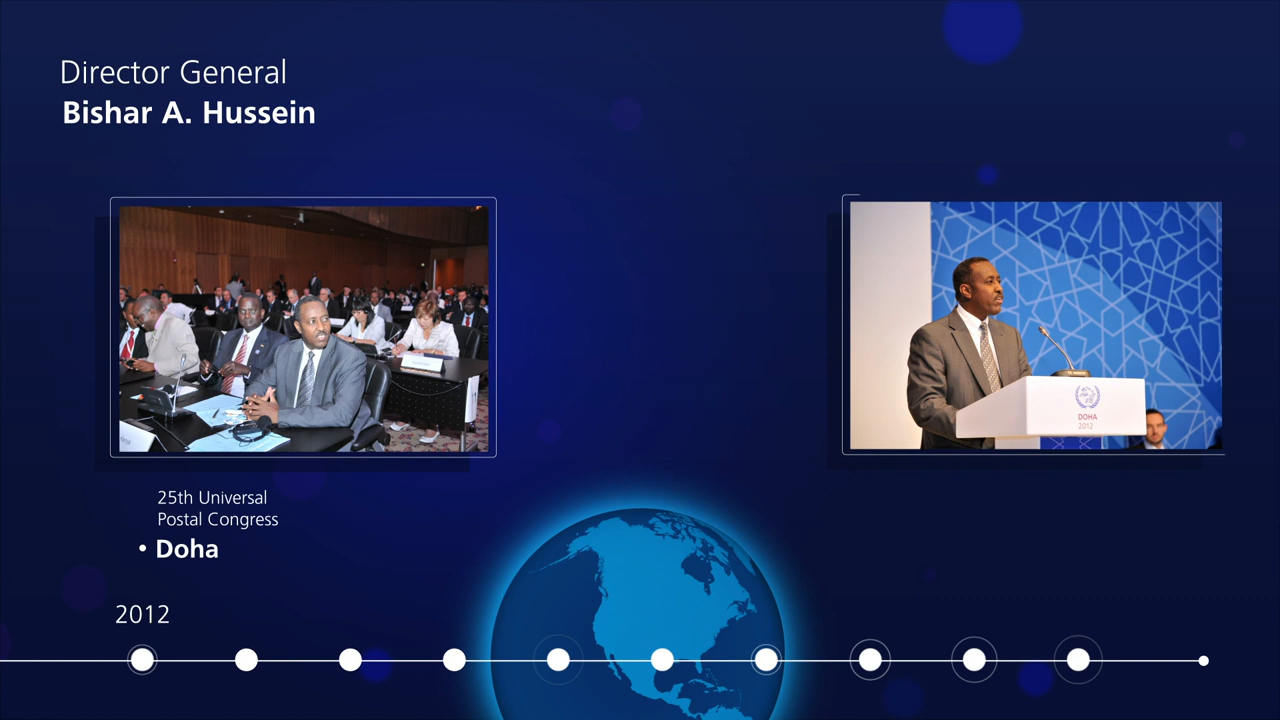 Director General
Bishar A. Hussein
DOHA
2012
25th Universal
Postal Congress
• Doha
2012